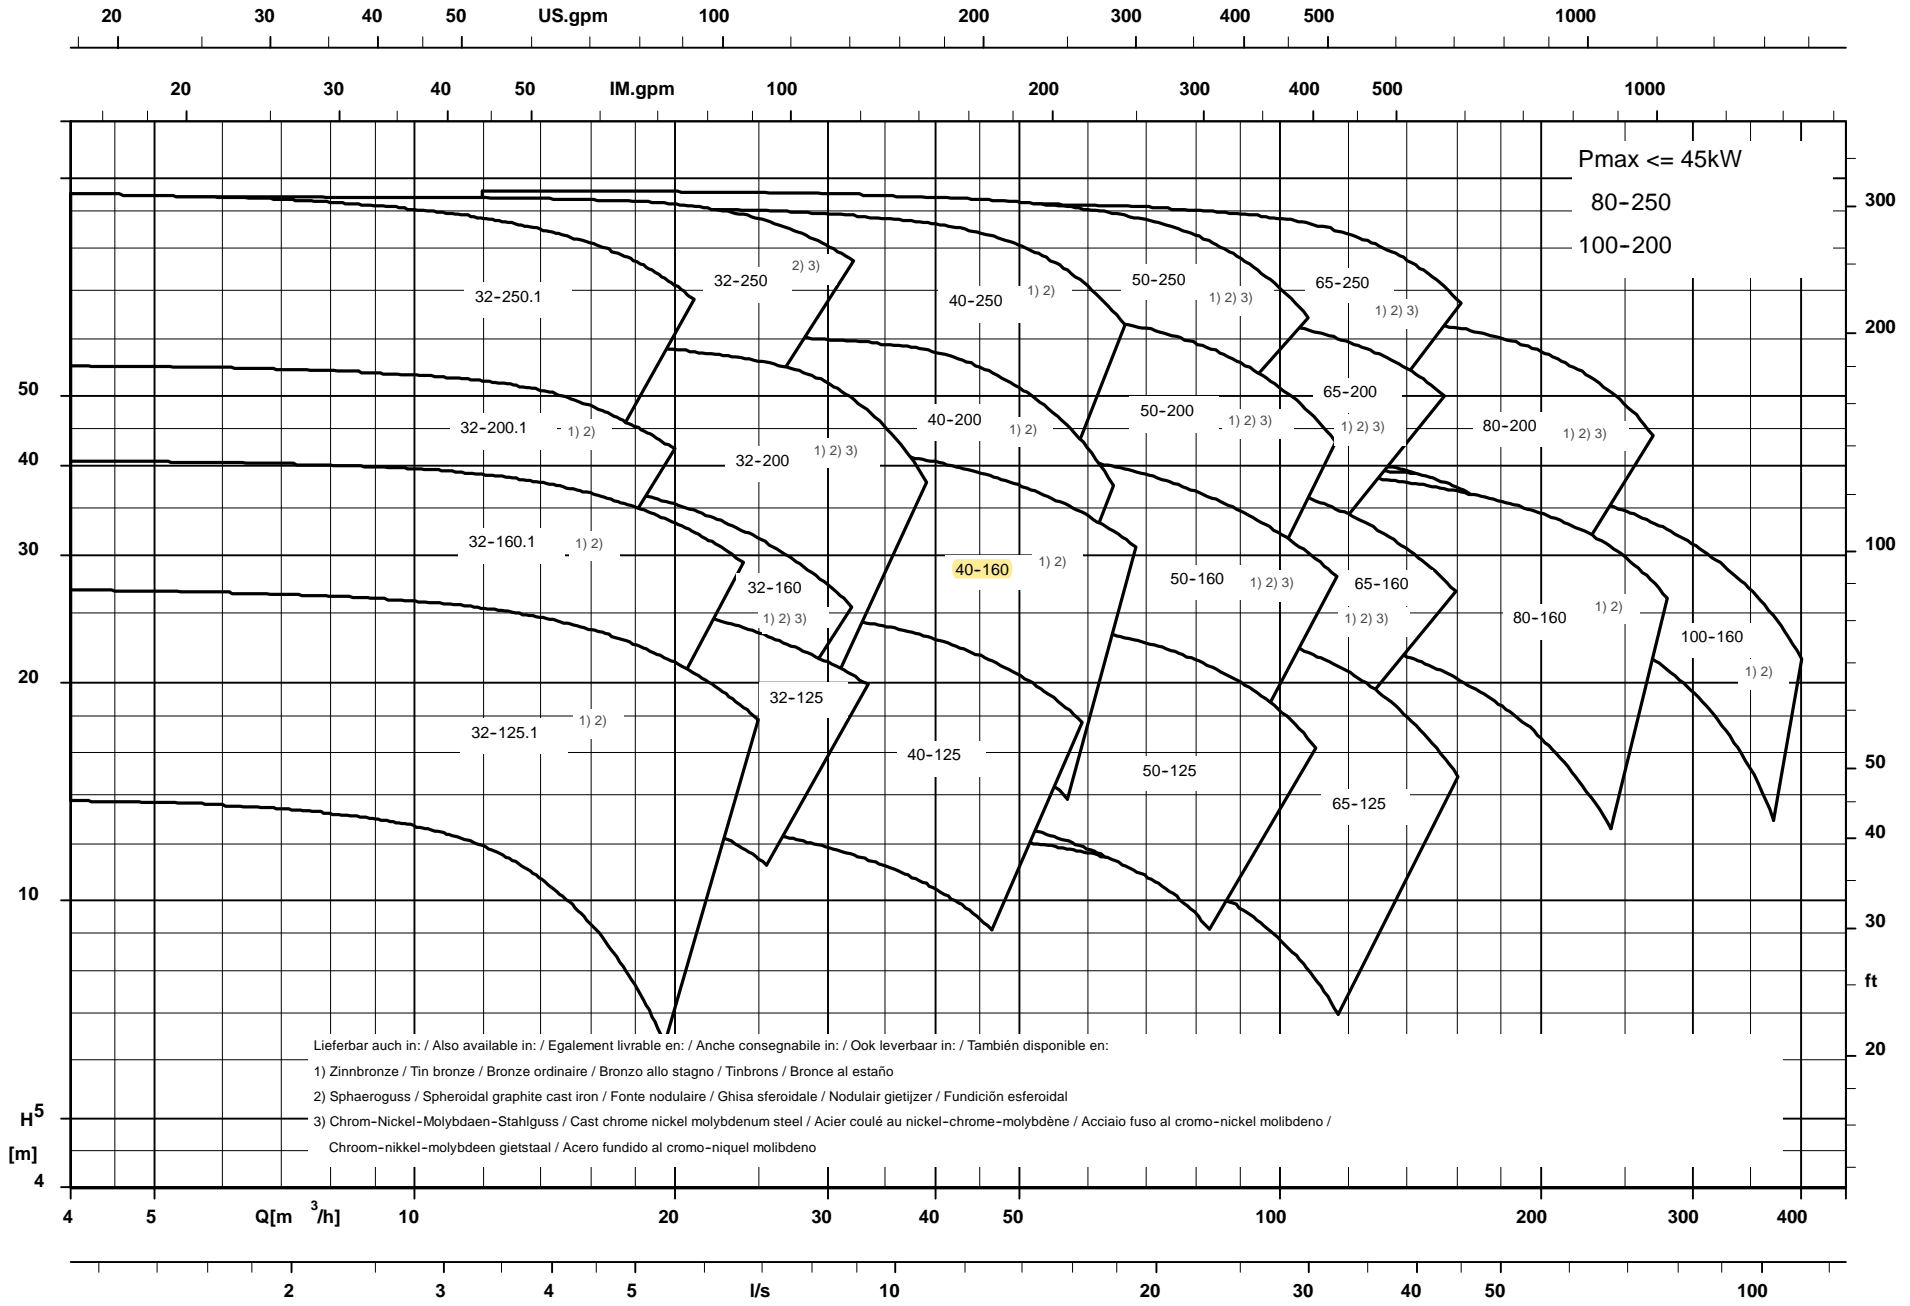 20 30 40 50 US.gpm 100 200 300 400 500 1000
20 30 40 50 IM.gpm 100 200 300 400 500 1000
Pmax <= 45kW
80-250
100-200
300
32-250.1
32-250 2) 3)
40-250 1) 2)
50-250 1) 2) 3)
65-250 1) 2) 3)
200
50
32-200.1 1) 2)
32-200 1) 2) 3)
40-200 1) 2)
50-200 1) 2) 3)
65-200 1) 2) 3)
80-200 1) 2) 3)
40
30
32-160.1 1) 2)
32-160 1) 2) 3)
40-160 1) 2)
50-160 1) 2) 3)
65-160 1) 2) 3)
80-160 1) 2)
100-160 1) 2)
100
20
32-125.1 1) 2)
32-125
40-125
50-125
65-125
50
40
10
30
ft
20
Lieferbar auch in: / Also available in: / Egalement livrable en: / Anche consegnabile in: / Ook leverbaar in: / También disponible en:
1) Zinnbronze / Tin bronze / Bronze ordinaire / Bronzo allo stagno / Tinbrons / Bronce al estaño
2) Sphaeroguss / Spheroidal graphite cast iron / Fonte nodulaire / Ghisa sferoidale / Nodulair gietijzer / Fundiciõn esferoidal
3) Chrom-Nickel-Molybdaen-Stahlguss / Cast chrome nickel molybdenum steel / Acier coulé au nickel-chrome-molybdène / Acciaio fuso al cromo-nickel molibdeno /
Chroom-nikkel-molybdeen gietstaal / Acero fundido al cromo-niquel molibdeno
H 5
[m]
4
4 5 Q[m 3/h] 10 20 30 40 50 100 200 300 400
2 3 4 5 l/s 10 20 30 40 50 100